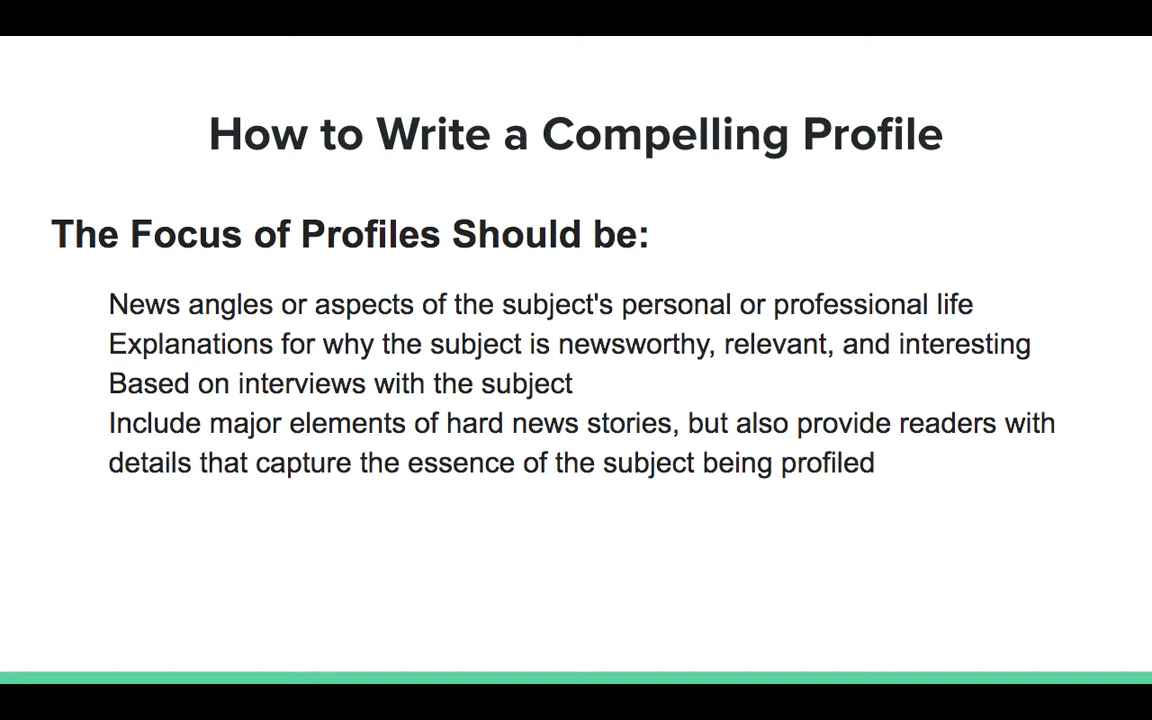 How to Write a Compelling Profile
The Focus of Profiles Should be:
News angles or aspects of the subject's personal or professional life
Explanations for why the subject is newsworthy, relevant, and interesting
Based on interviews with the subject
Include major elements of hard news stories, but also provide readers with
details that capture the essence of the subject being profiled